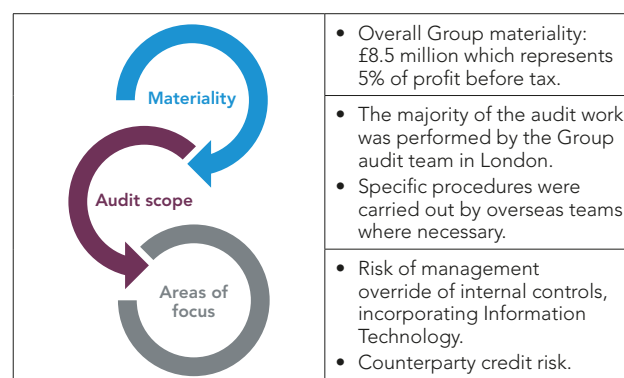 Materiality
• Overall Group materiality:
£8.5 million which represents
5% of profit before tax.
Audit scope
• The majority of the audit work
was performed by the Group
audit team in London.
• Specific procedures were
carried out by overseas teams
where necessary.
Areas of
focus
• Risk of management
override of internal controls,
incorporating Information
Technology.
• Counterparty credit risk.